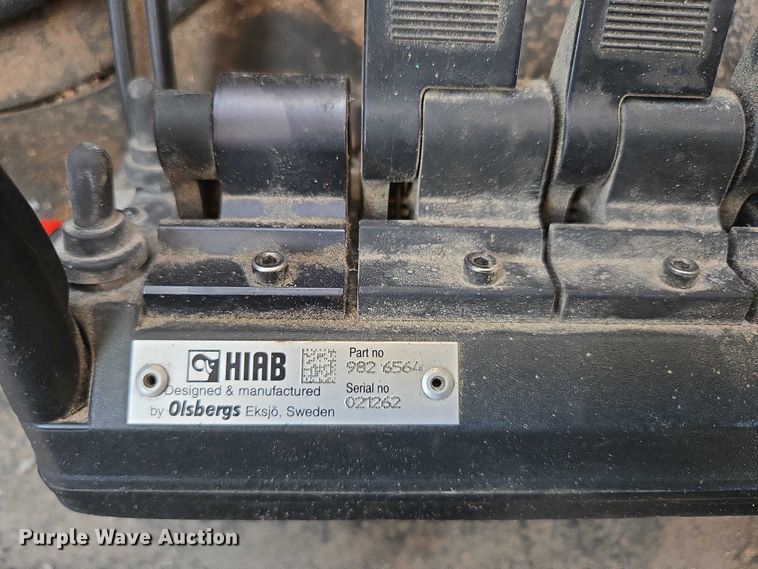 HIAB
Part no
982 6564
Designed & manufactured
by Olsbergs Eksjö, Sweden
Serial no
021262
Purple Wave Auction